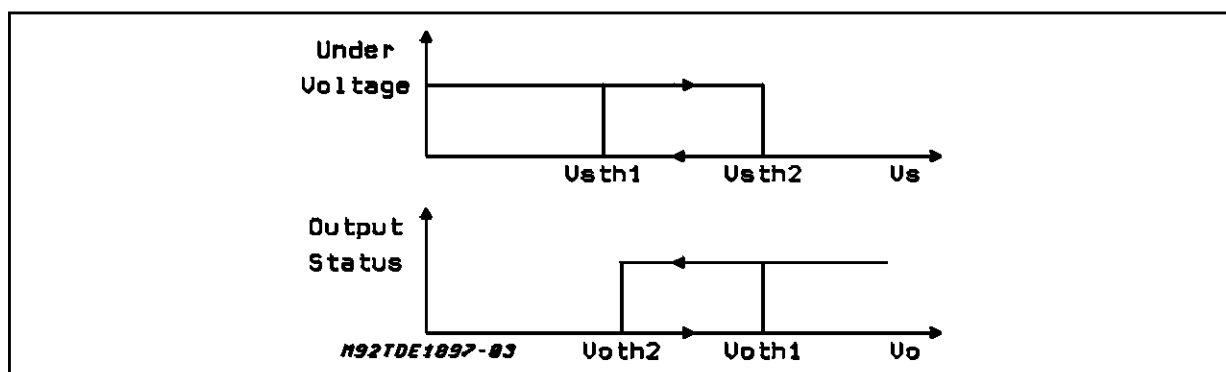 Under
Voltage
Vsth1 Vsth2 Vs
Output
Status
M92TDE1897-03 Voth2 Voth1 Vo